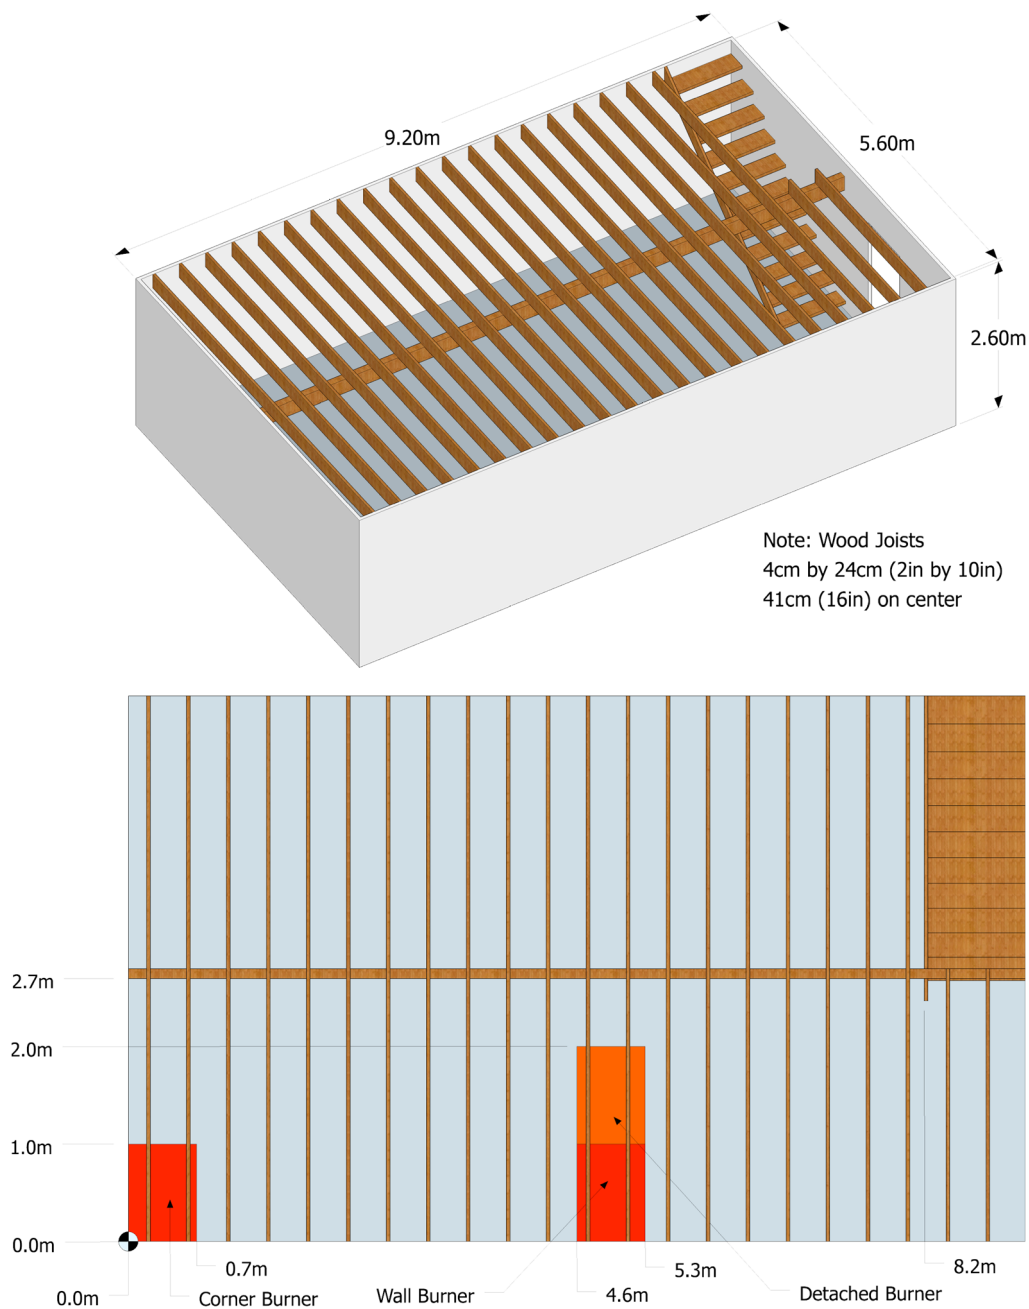 9.20m
5.60m
2.60m
Note: Wood Joists
4cm by 24cm (2in by 10in)
41cm (16in) on center
2.7m
2.0m
1.0m
0.0m
0.7m
5.3m
8.2m
0.0m
Corner Burner
Wall Burner
4.6m
Detached Burner